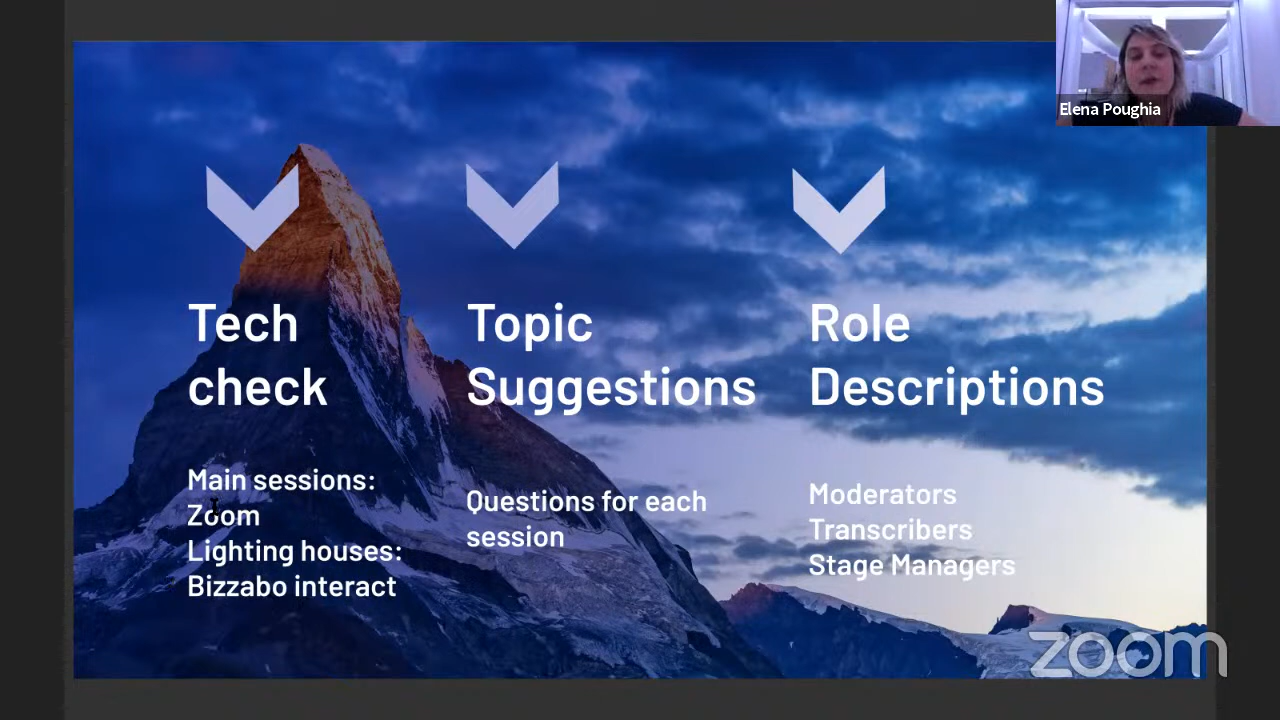 Elena Poughia
Tech
check
Topic
Suggestions
Role
Descriptions
Main sessions:
Zoom
Lighting houses:
Bizzabo interact
Questions for each
session
Moderators
Transcribers
Stage Managers
zoom